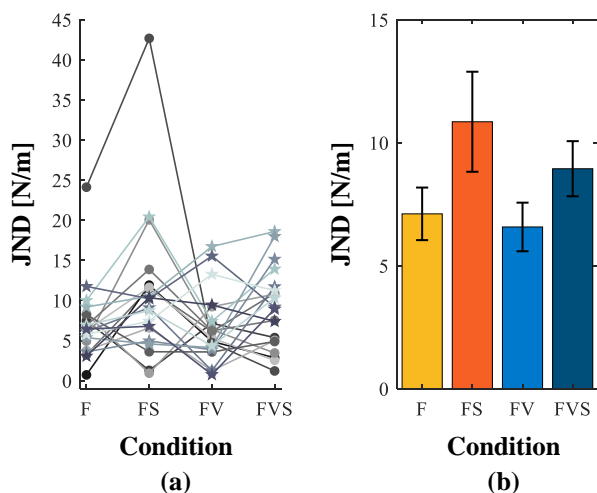 45
40
35
30
25
20
15
10
5
0
JND [N/m]
F FS FV FVS
Condition
(a)
15
10
5
0
JND [N/m]
F FS FV FVS
Condition
(b)